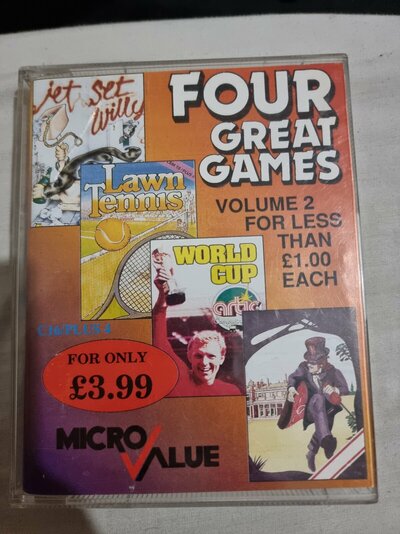 jet set
willy
FOUR
GREAT
GAMES
Lawn
Tennis
VOLUME 2
FOR LESS
THAN
£1.00
EACH
WORLD
CUP
artic
C16/PLUS 4
FOR ONLY
£3.99
MICRO
VALUE